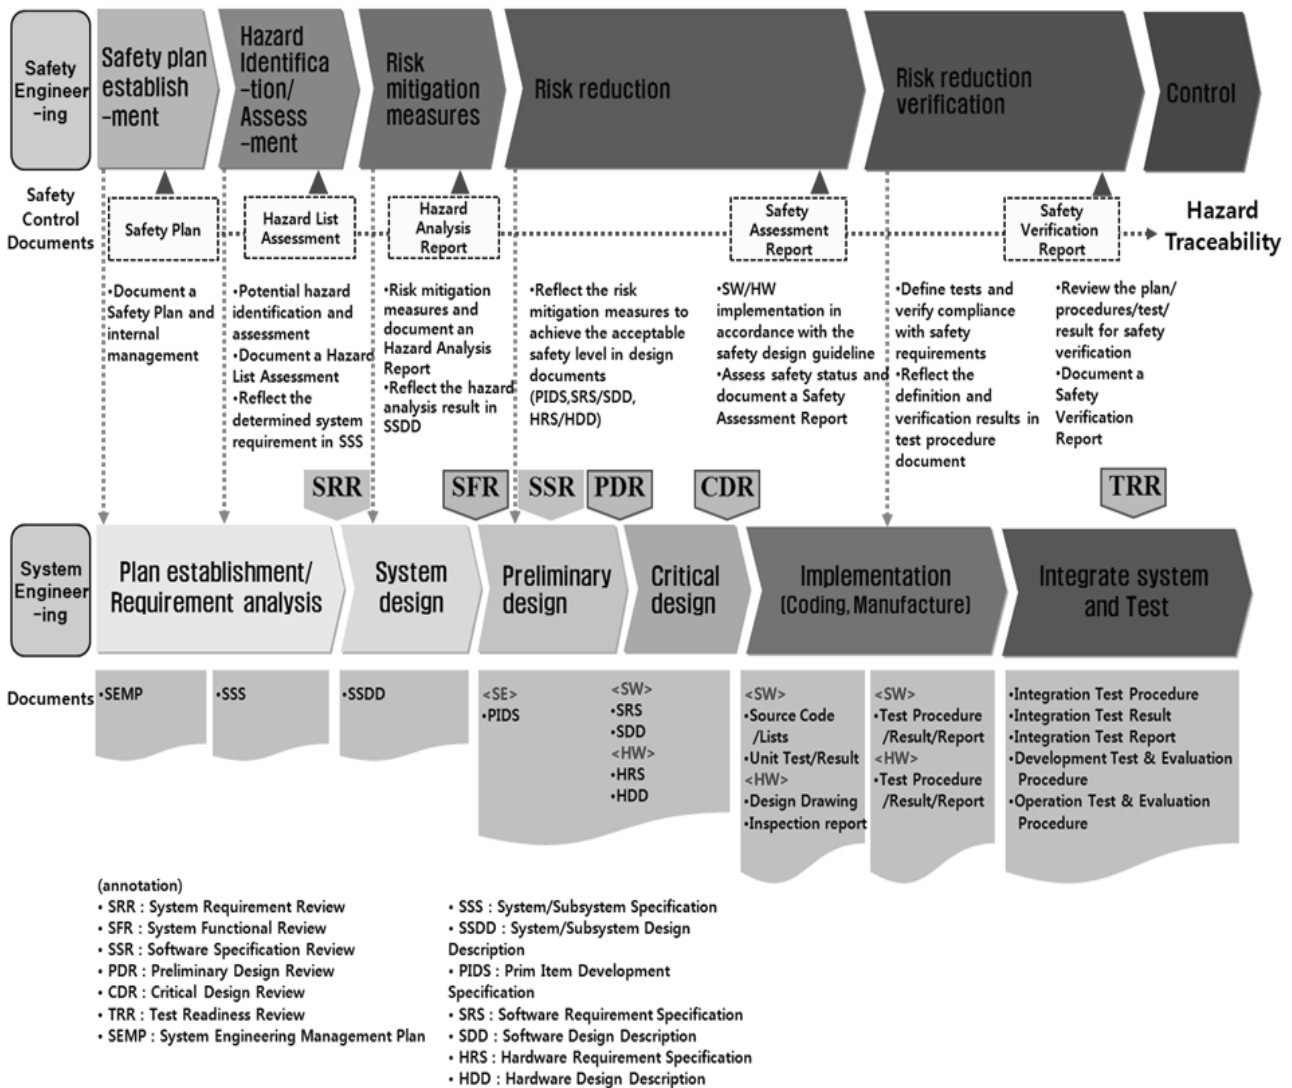 Safety
Engineer
-ing
Safety plan
establish
-ment
Hazard
Identifica
-tion/
Assess
-ment
Risk
mitigation
measures
Risk reduction
Risk reduction
verification
Control
Safety
Control
Documents
Safety Plan
Hazard List
Assessment
Hazard
Analysis
Report
Safety
Assessment
Report
Safety
Verification
Report
Hazard
Traceability
•Document a
Safety Plan and
internal
management
•Potential hazard
identification and
assessment
•Document a Hazard
List Assessment
•Reflect the
determined system
requirement in SSS
•Risk mitigation
measures and
document an
Hazard Analysis
Report
•Reflect the hazard
analysis result in
SSDD
•Reflect the risk
mitigation measures to
achieve the acceptable
safety level in design
documents
(PIDS,SRS/SDD,
HRS/HDD)
•SW/HW
implementation in
accordance with the
safety design guideline
•Assess safety status and
document a Safety
Assessment Report
•Define tests and
verify compliance
with safety
requirements
•Reflect the
definition and
verification results in
test procedure
document
•Review the plan/
procedures/test/
result for safety
verification
•Document a
Safety
Verification
Report
SRR
SFR
SSR
PDR
CDR
TRR
System
Engineer
-ing
Plan establishment/
Requirement analysis
System
design
Preliminary
design
Critical
design
Implementation
(Coding, Manufacture)
Integrate system
and Test
Documents
•SEMP
•SSS
•SSDD
<SE>
•PIDS
<SW>
•SRS
•SDD
<HW>
•HRS
•HDD
<SW>
•Source Code
/Lists
•Unit Test/Result
<HW>
•Design Drawing
•Inspection report
<SW>
•Test Procedure
/Result/Report
<HW>
•Test Procedure
/Result/Report
•Integration Test Procedure
•Integration Test Result
•Integration Test Report
•Development Test & Evaluation
Procedure
•Operation Test & Evaluation
Procedure
(annotation)
• SRR : System Requirement Review
• SFR : System Functional Review
• SSR : Software Specification Review
• PDR : Preliminary Design Review
• CDR : Critical Design Review
• TRR : Test Readiness Review
• SEMP : System Engineering Management Plan
• SSS : System/Subsystem Specification
• SSDD : System/Subsystem Design
Description
• PIDS : Prim Item Development
Specification
• SRS : Software Requirement Specification
• SDD : Software Design Description
• HRS : Hardware Requirement Specification
• HDD : Hardware Design Description